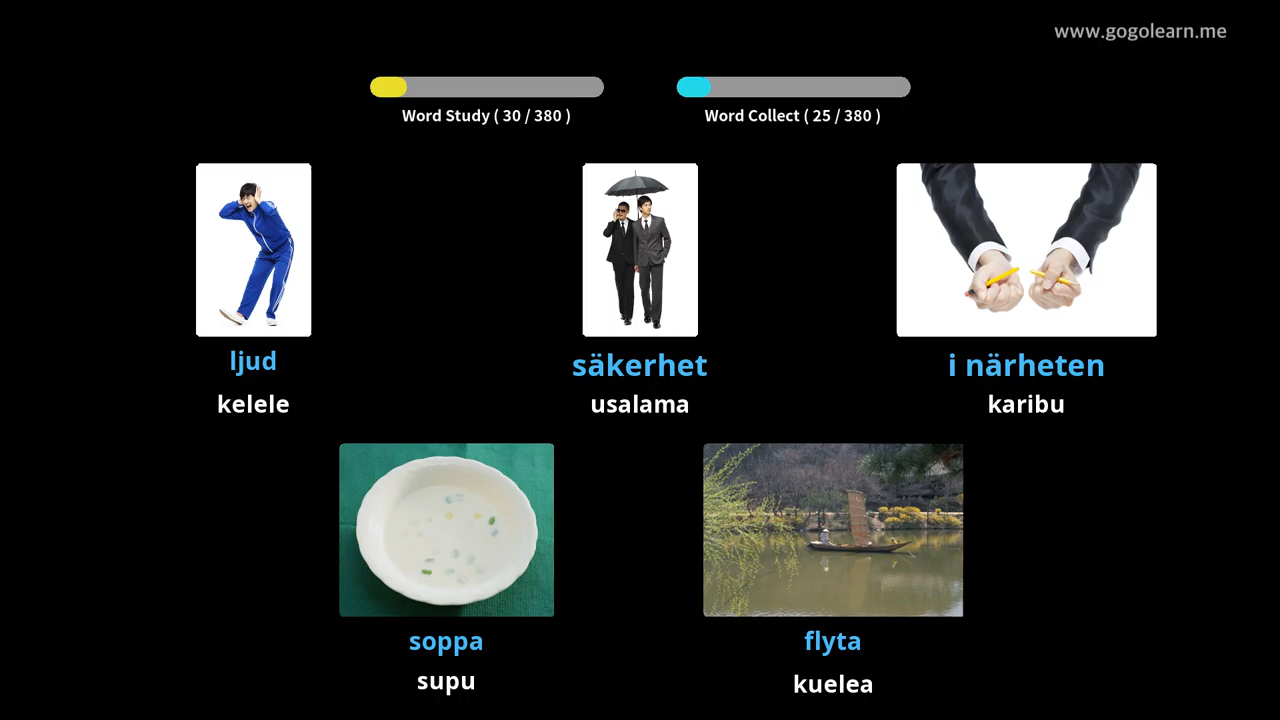 www.gogolearn.me
Word Study ( 30 / 380 )
Word Collect ( 25 / 380 )
ljud
säkerhet
i närheten
kelele
usalama
karibu
soppa
flyta
supu
kuelea